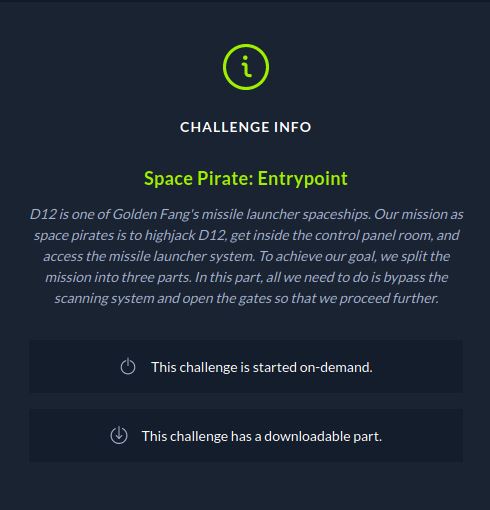 CHALLENGE INFO
Space Pirate: Entrypoint
D12 is one of Golden Fang's missile launcher spaceships. Our mission as
space pirates is to highjack D12, get inside the control panel room, and
access the missile launcher system. To achieve our goal, we split the
mission into three parts. In this part, all we need to do is bypass the
scanning system and open the gates so that we proceed further.
This challenge is started on-demand.
This challenge has a downloadable part.